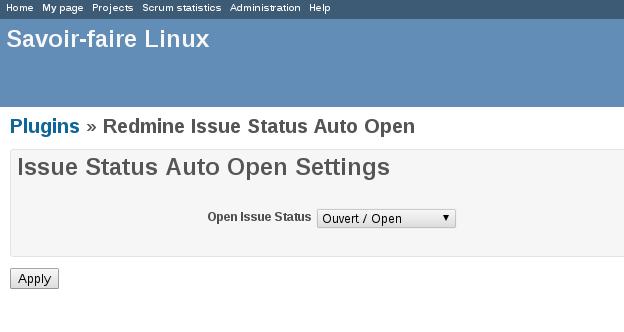 Home My page Projects Scrum statistics Administration Help
Savoir-faire Linux
Plugins » Redmine Issue Status Auto Open
Issue Status Auto Open Settings
Open Issue Status Ouvert / Open
Apply